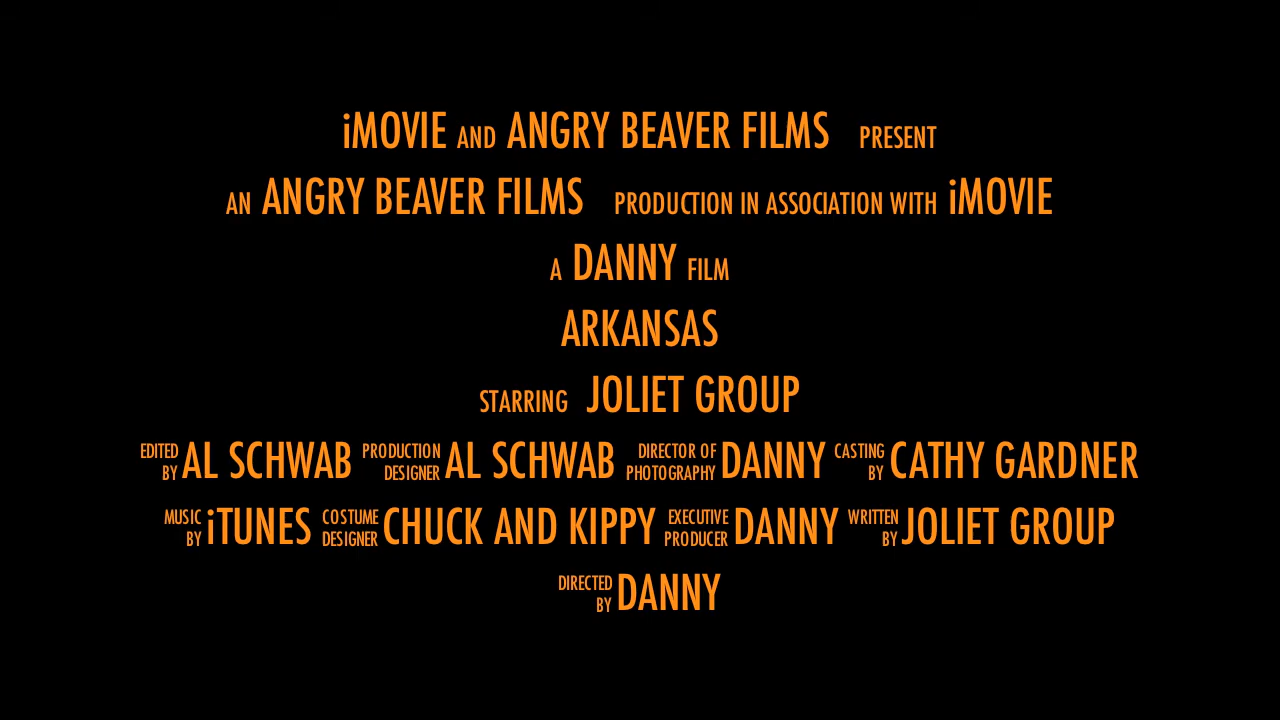 iMOVIE AND ANGRY BEAVER FILMS PRESENT
AN ANGRY BEAVER FILMS PRODUCTION IN ASSOCIATION WITH iMOVIE
A DANNY FILM
ARKANSAS
STARRING JOLIET GROUP
EDITED BY AL SCHWAB PRODUCTION DESIGNER AL SCHWAB DIRECTOR OF PHOTOGRAPHY DANNY CASTING BY CATHY GARDNER
MUSIC BY iTUNES COSTUME DESIGNER CHUCK AND KIPPY EXECUTIVE PRODUCER DANNY WRITTEN BY JOLIET GROUP
DIRECTED BY DANNY